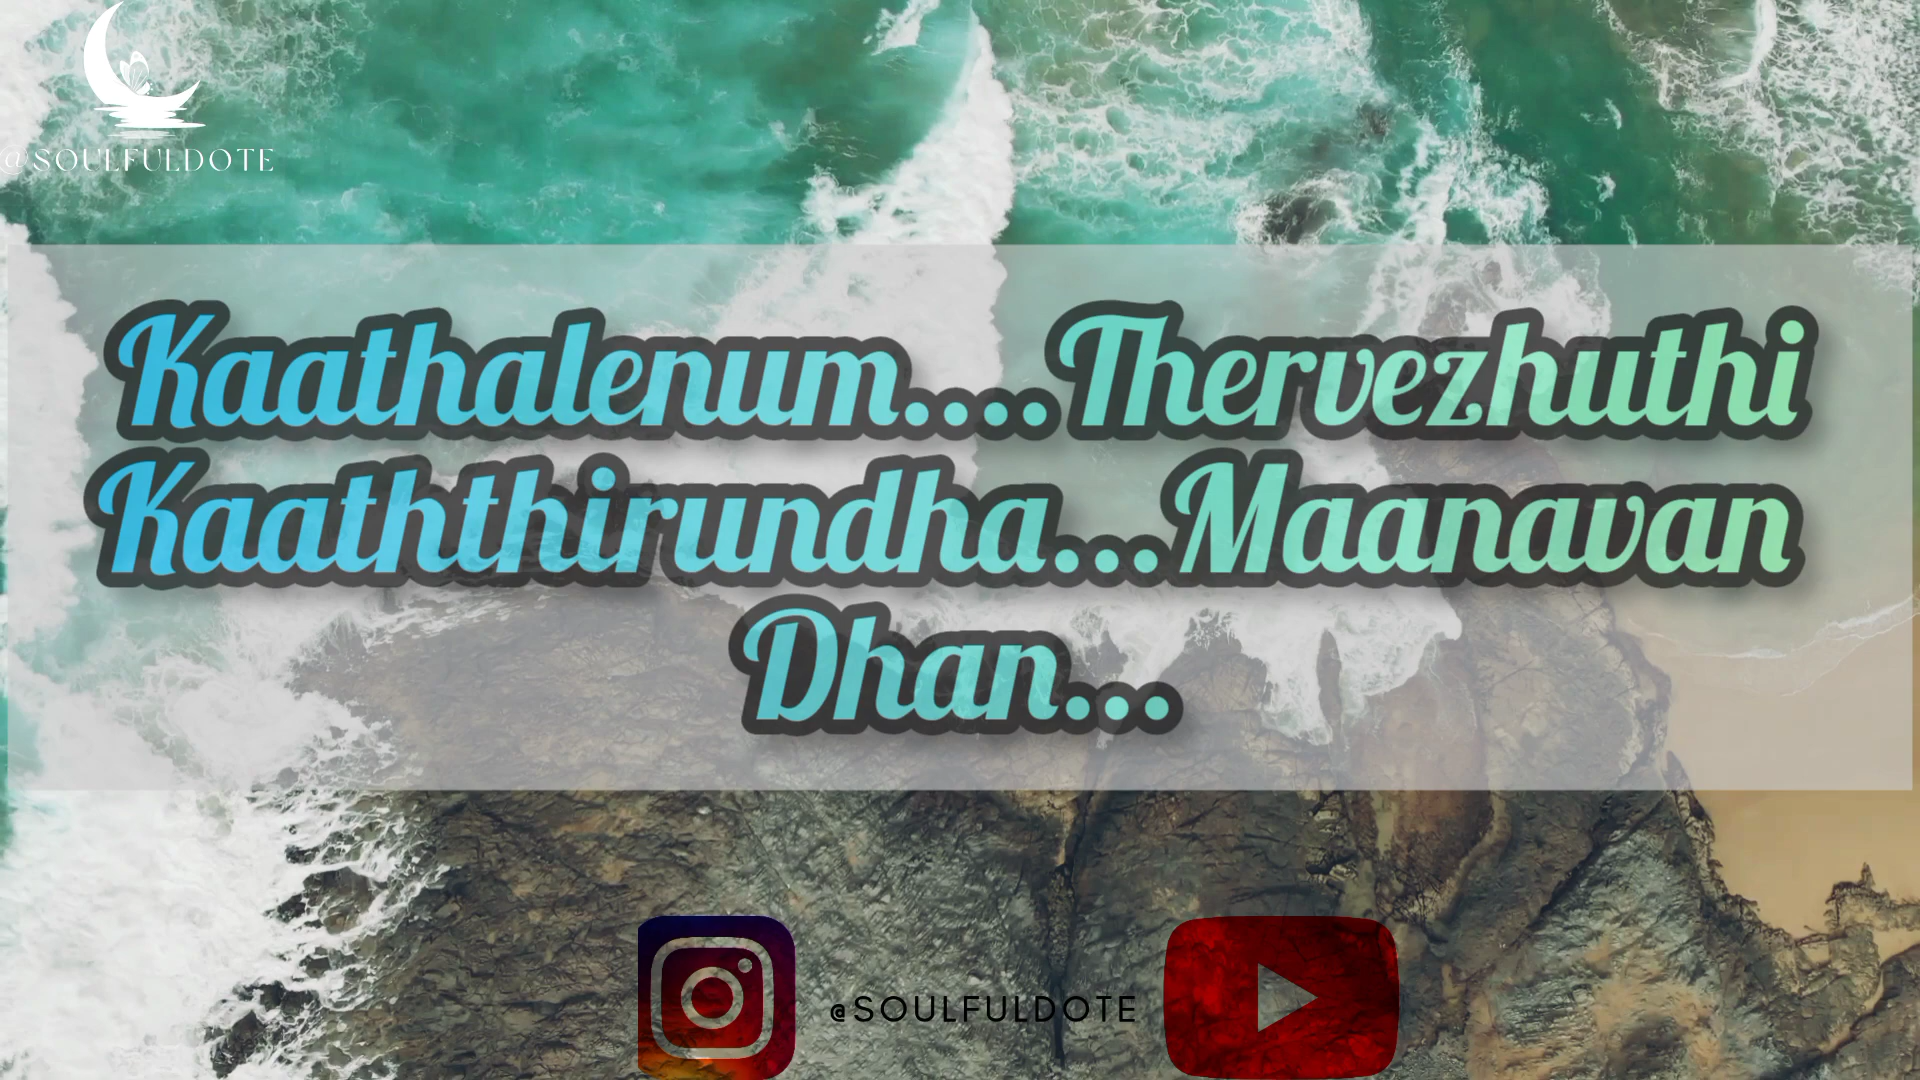 @SOULFULDOTE
Kaathalenum....Thervezhuthi
Kaaththirundha...Maanavan
Dhan...
@SOULFULDOTE